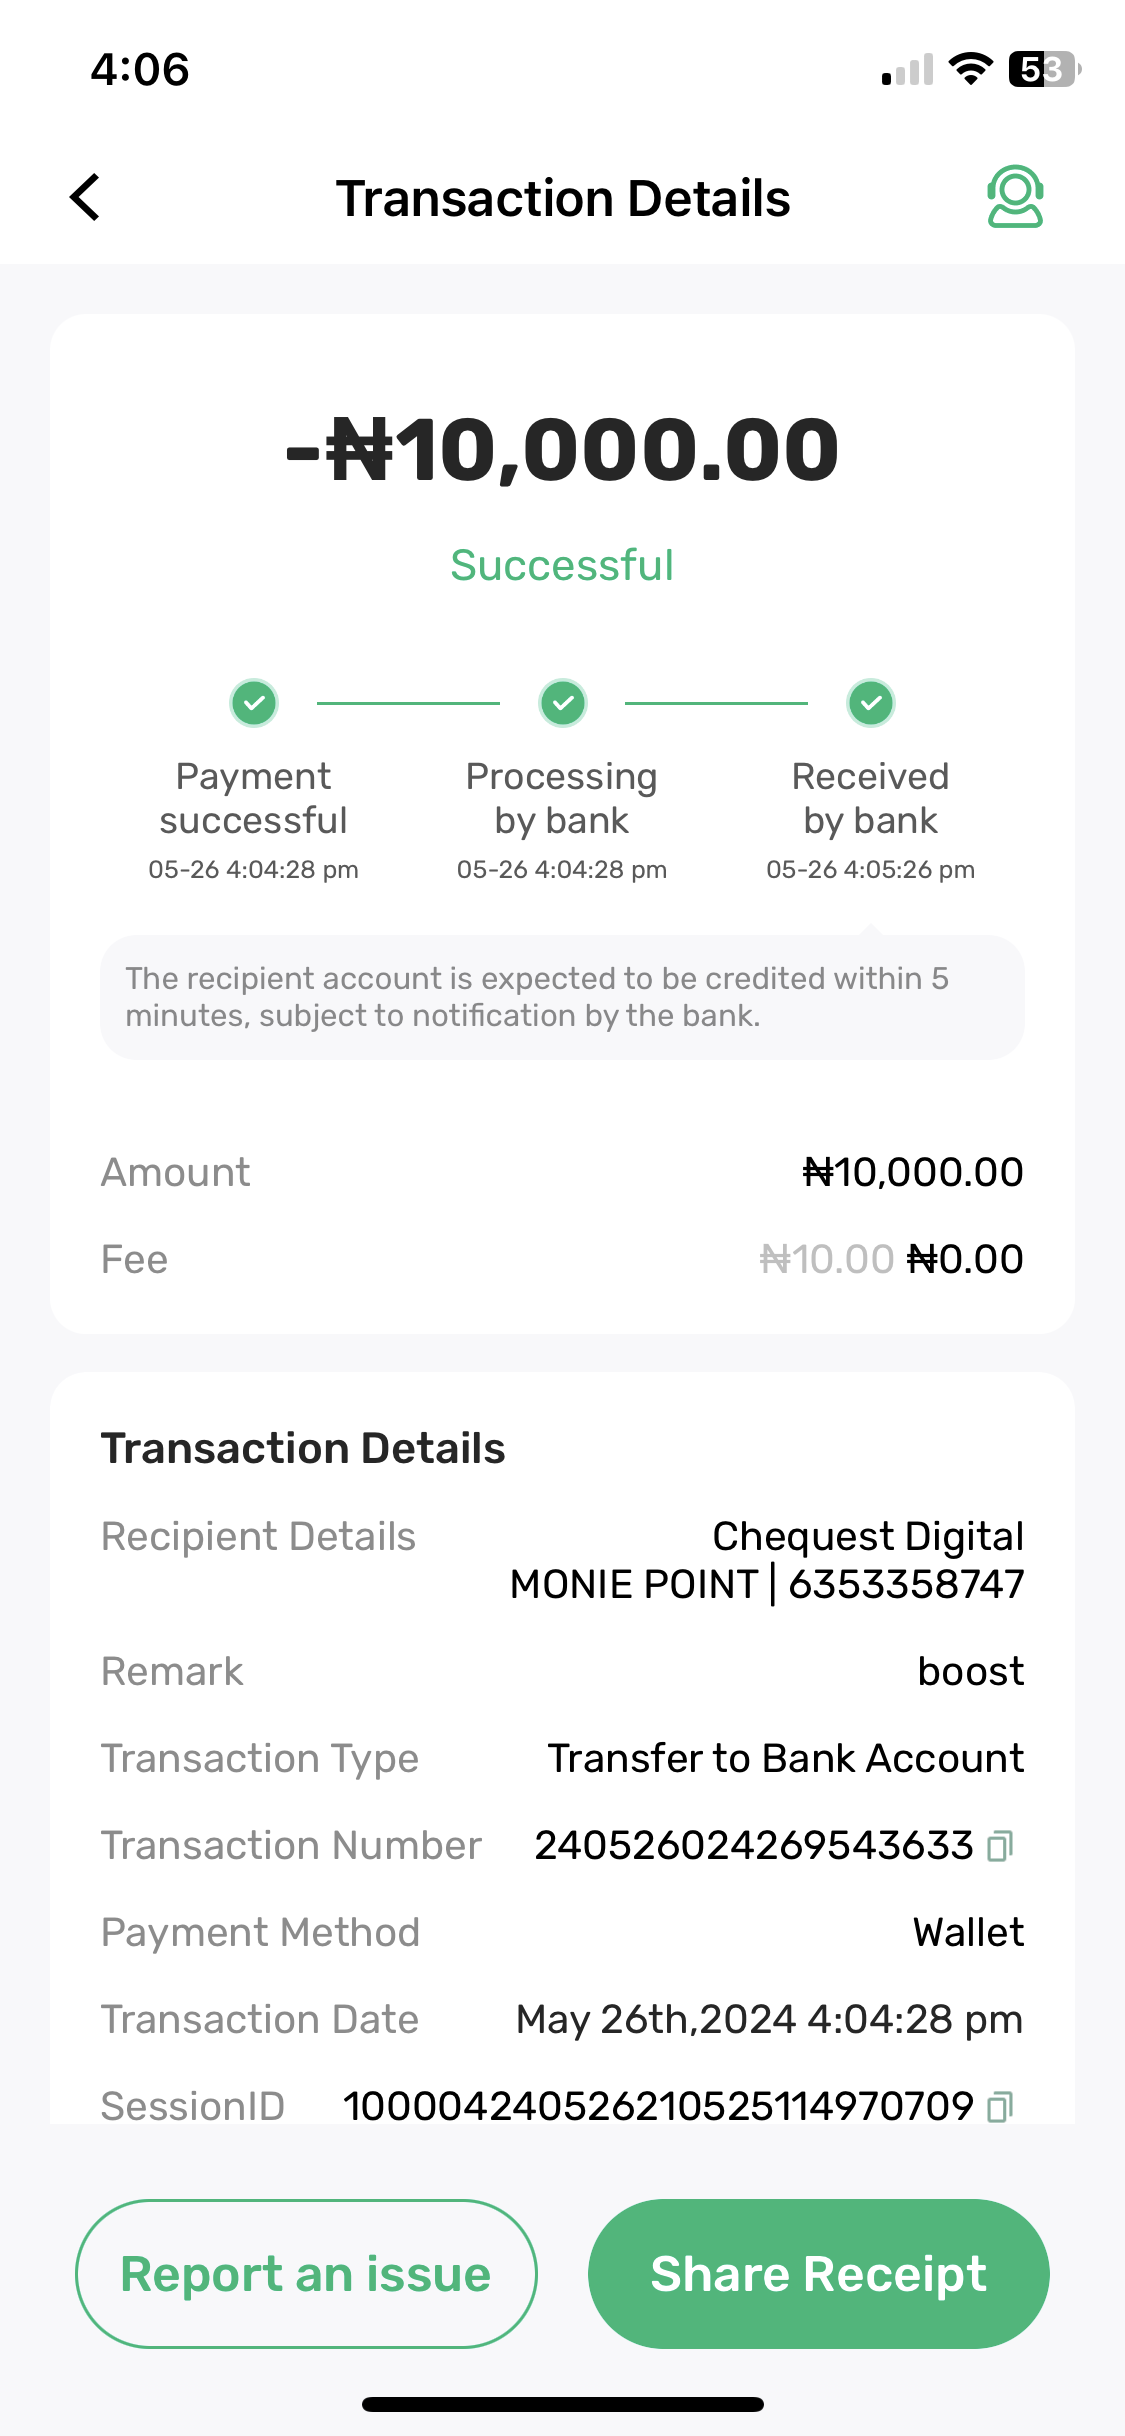 4:06
53
Transaction Details
-₦10,000.00
Successful
Payment successful
05-26 4:04:28 pm
Processing by bank
05-26 4:04:28 pm
Received by bank
05-26 4:05:26 pm
The recipient account is expected to be credited within 5
minutes, subject to notification by the bank.
Amount ₦10,000.00
Fee ₦10.00 ₦0.00
Transaction Details
Recipient Details Chequest Digital
MONIE POINT | 6353358747
Remark boost
Transaction Type Transfer to Bank Account
Transaction Number 240526024269543633
Payment Method Wallet
Transaction Date May 26th,2024 4:04:28 pm
SessionID 100004240526210525114970709
Report an issue Share Receipt